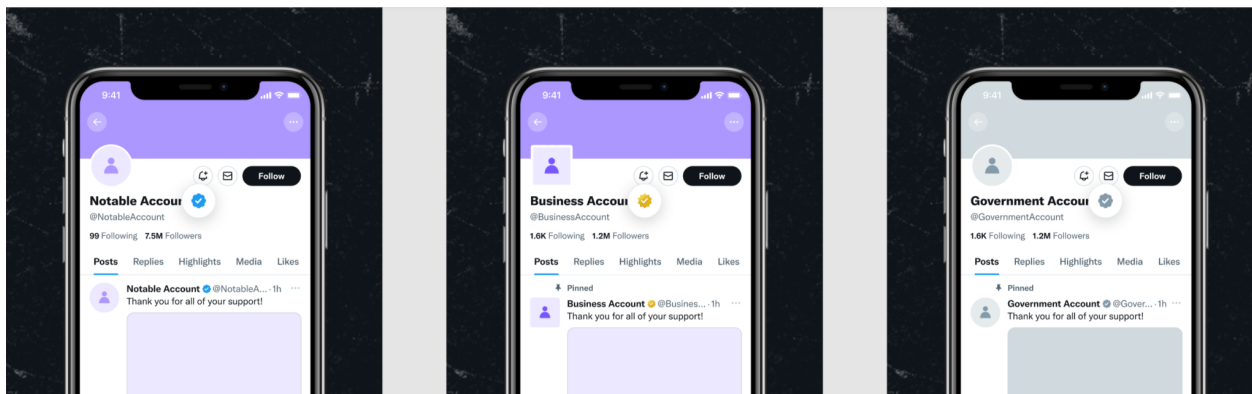 9:41
Follow
Notable Accou
@NotableAccount
99 Following 7.5M Followers
Posts Replies Highlights Media Likes
Notable Account @NotableA... · 1h
Thank you for all of your support!
9:41
Follow
Business Accou
@BusinessAccount
1.6K Following 1.2M Followers
Posts Replies Highlights Media Likes
Pinned
Business Account @Busines... · 1h
Thank you for all of your support!
9:41
Follow
Government Accou
@GovernmentAccount
1.6K Following 1.2M Followers
Posts Replies Highlights Media Likes
Pinned
Government Account @Gover... · 1h
Thank you for all of your support!